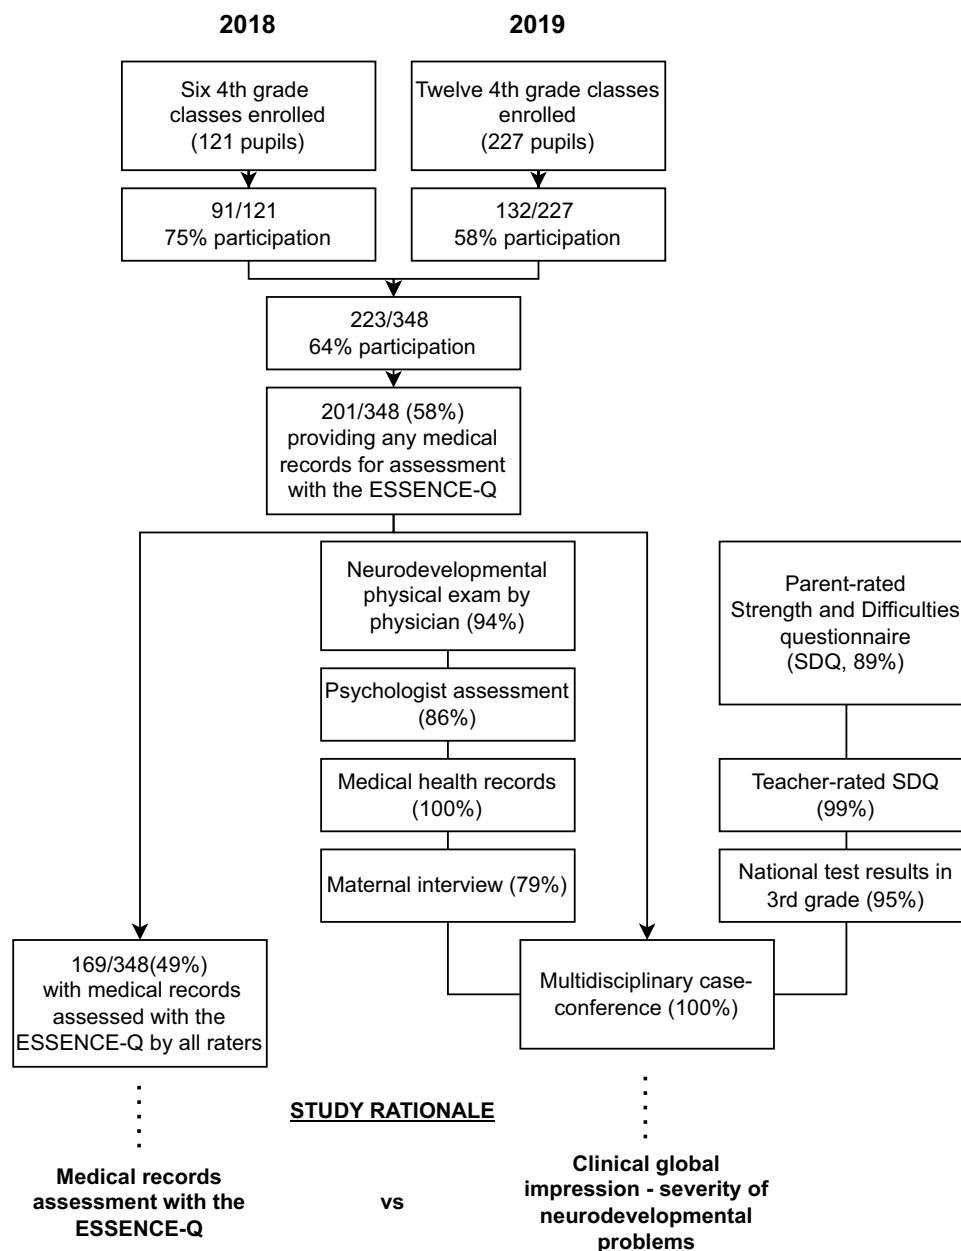 2018
2019
Six 4th grade
classes enrolled
(121 pupils)
Twelve 4th grade classes
enrolled
(227 pupils)
91/121
75% participation
132/227
58% participation
223/348
64% participation
201/348 (58%)
providing any medical
records for assessment
with the ESSENCE-Q
Neurodevelopmental
physical exam by
physician (94%)
Parent-rated
Strength and Difficulties
questionnaire
(SDQ, 89%)
Psychologist assessment
(86%)
Medical health records
(100%)
Teacher-rated SDQ
(99%)
Maternal interview (79%)
National test results in
3rd grade (95%)
169/348(49%)
with medical records
assessed with the
ESSENCE-Q by all raters
Multidisciplinary case-
conference (100%)
STUDY RATIONALE
Medical records
assessment with the
ESSENCE-Q
vs
Clinical global
impression - severity of
neurodevelopmental
problems